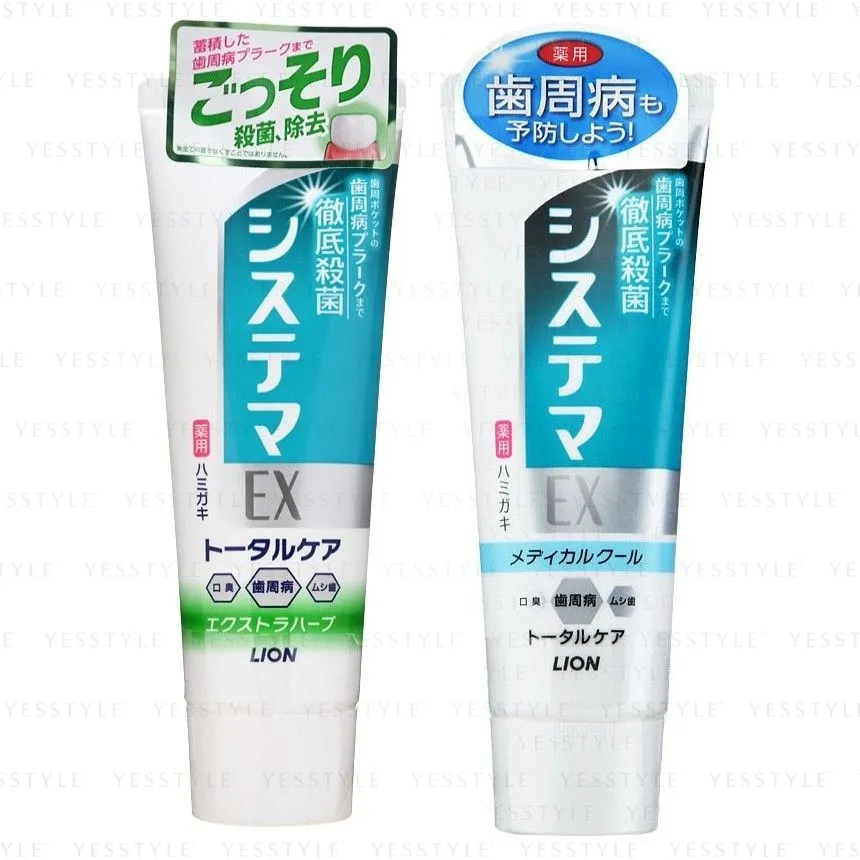 蓄積した
歯周病プラークまで
ごっそり
殺菌、除去
歯周ポケットの
歯周病プラークまで
徹底殺菌
システマ
EX
薬用
ハミガキ
トータルケア
口臭
歯周病
ムシ歯
エクストラハーブ
LION
薬用
歯周病も
予防しよう!
歯周ポケットの
歯周病プラークまで
徹底殺菌
システマ
EX
薬用
ハミガキ
メディカルクール
口臭
歯周病
ムシ歯
トータルケア
LION
YESSTYLE